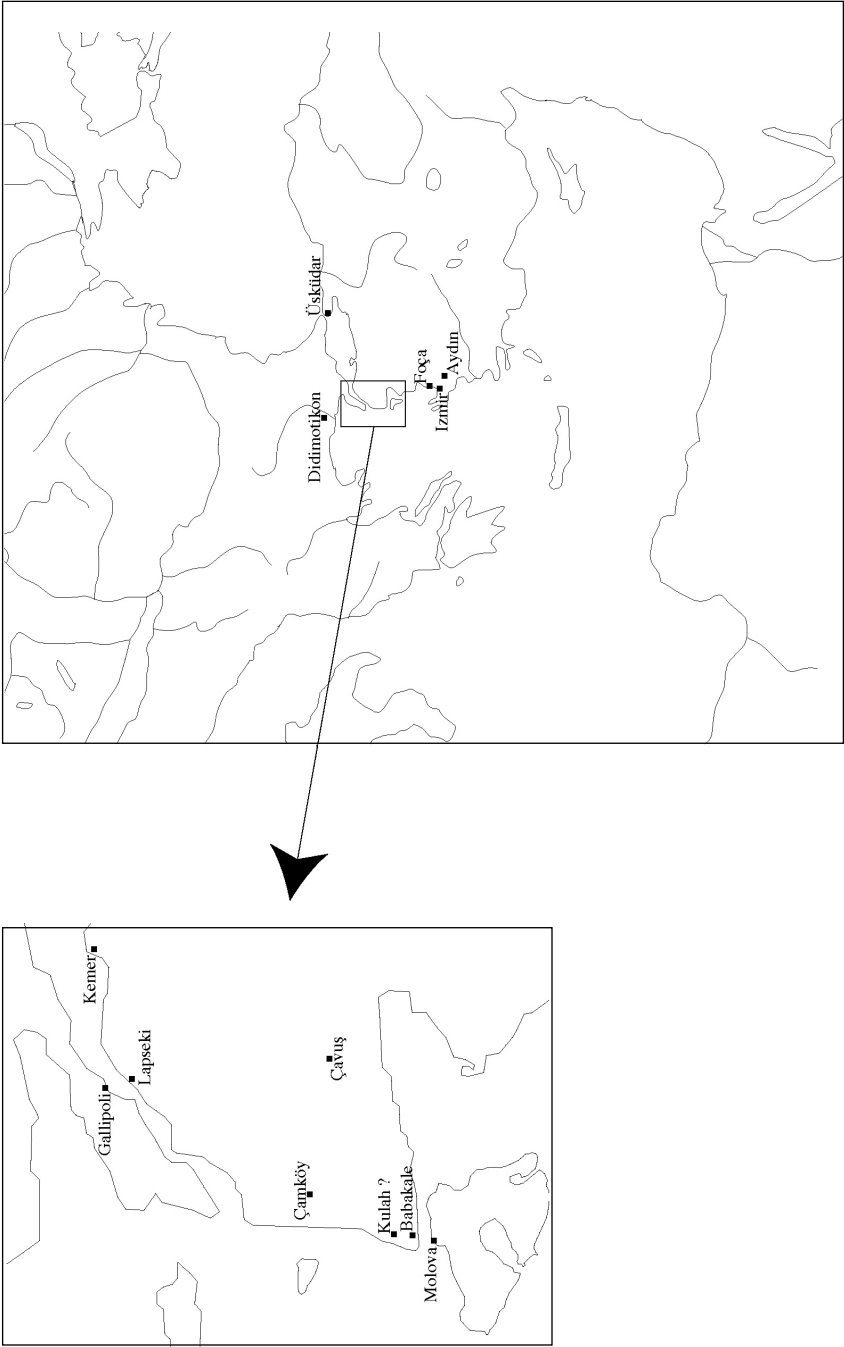 Üsküdar
Didimotikon
Foça
Izmir
Aydın
Kemer
Lapseki
Gallipoli
Çavuş
Çamköy
Kulah ?
Babakale
Molova